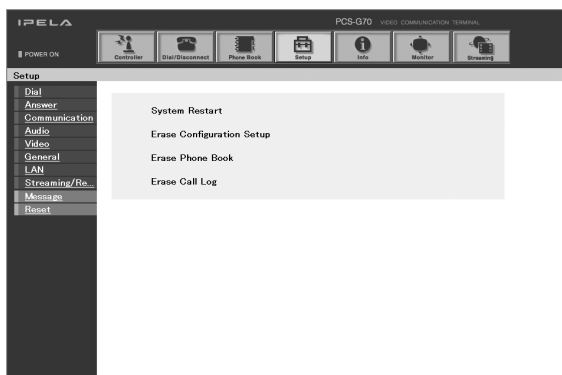 IPELA
PCS-G70 VIDEO COMMUNICATION TERMINAL
POWER ON
Controller
Dial/Disconnect
Phone Book
Setup
Info
Monitor
Streaming
Setup
Dial
Answer
Communication
Audio
Video
General
LAN
Streaming/Re...
Message
Reset
System Restart
Erase Configuration Setup
Erase Phone Book
Erase Call Log